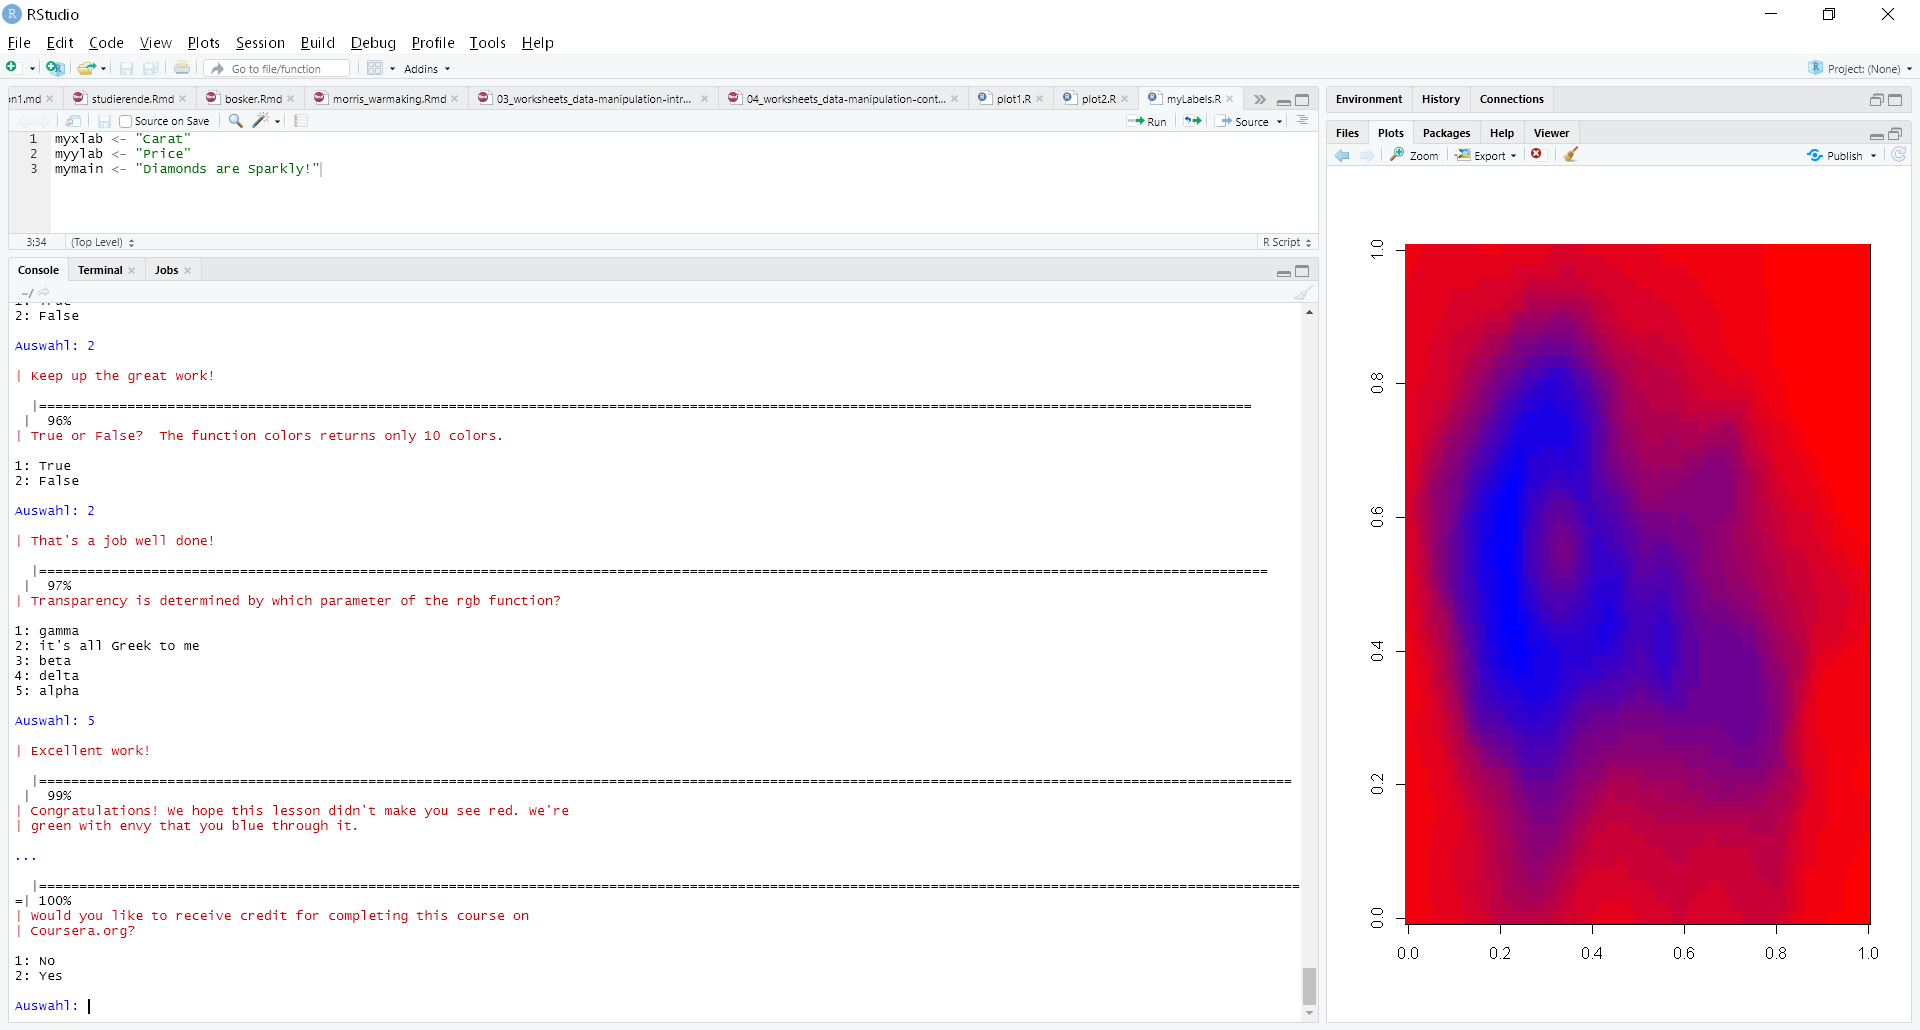 RStudio
File Edit Code View Plots Session Build Debug Profile Tools Help
Go to file/function Addins Project: (None)
on1.md studierende.Rmd bosker.Rmd morris_warmaking.Rmd 03_worksheets_data-manipulation-intr... 04_worksheets_data-manipulation-cont... plot1.R plot2.R myLabels.R
Source on Save Run Source
1 myxlab <- "Carat"
2 myylab <- "Price"
3 mymain <- "Diamonds are Sparkly!"
3:34 (Top Level) R Script
Console Terminal Jobs
~/
1: True
2: False
Auswahl: 2
| Keep up the great work!
|=======================================================================================================================================================
| 96%
| True or False? The function colors returns only 10 colors.
1: True
2: False
Auswahl: 2
| That's a job well done!
|=========================================================================================================================================================
| 97%
| Transparency is determined by which parameter of the rgb function?
1: gamma
2: it's all Greek to me
3: beta
4: delta
5: alpha
Auswahl: 5
| Excellent work!
|============================================================================================================================================================
| 99%
| Congratulations! We hope this lesson didn't make you see red. We're
| green with envy that you blue through it.
...
|=============================================================================================================================================================
=| 100%
| Would you like to receive credit for completing this course on
| Coursera.org?
1: No
2: Yes
Auswahl:
Environment History Connections
Files Plots Packages Help Viewer
Zoom Export Publish
1.0
0.8
0.6
0.4
0.2
0.0
0.0 0.2 0.4 0.6 0.8 1.0